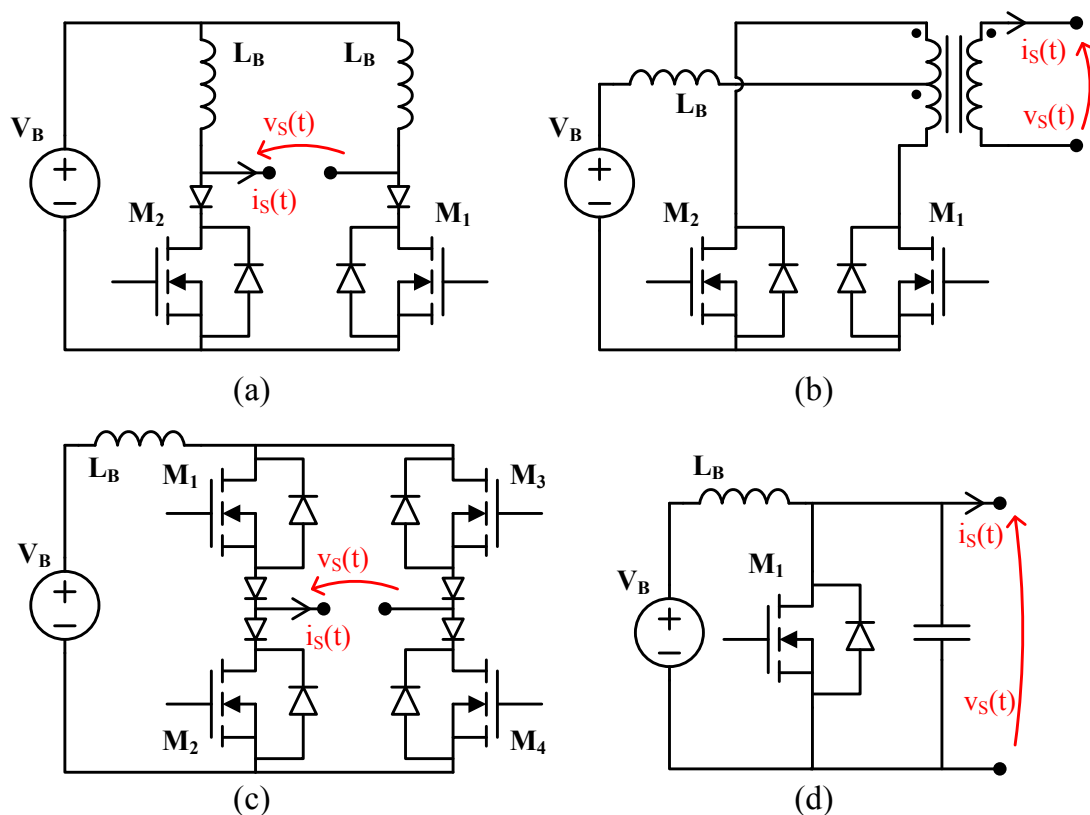 L_B L_B
V_B
v_S(t)
i_S(t)
M_2 M_1
(a)
L_B
V_B
i_S(t)
v_S(t)
M_2 M_1
(b)
L_B
M_1 M_3
V_B
v_S(t)
i_S(t)
M_2 M_4
(c)
L_B
i_S(t)
V_B
M_1
v_S(t)
(d)